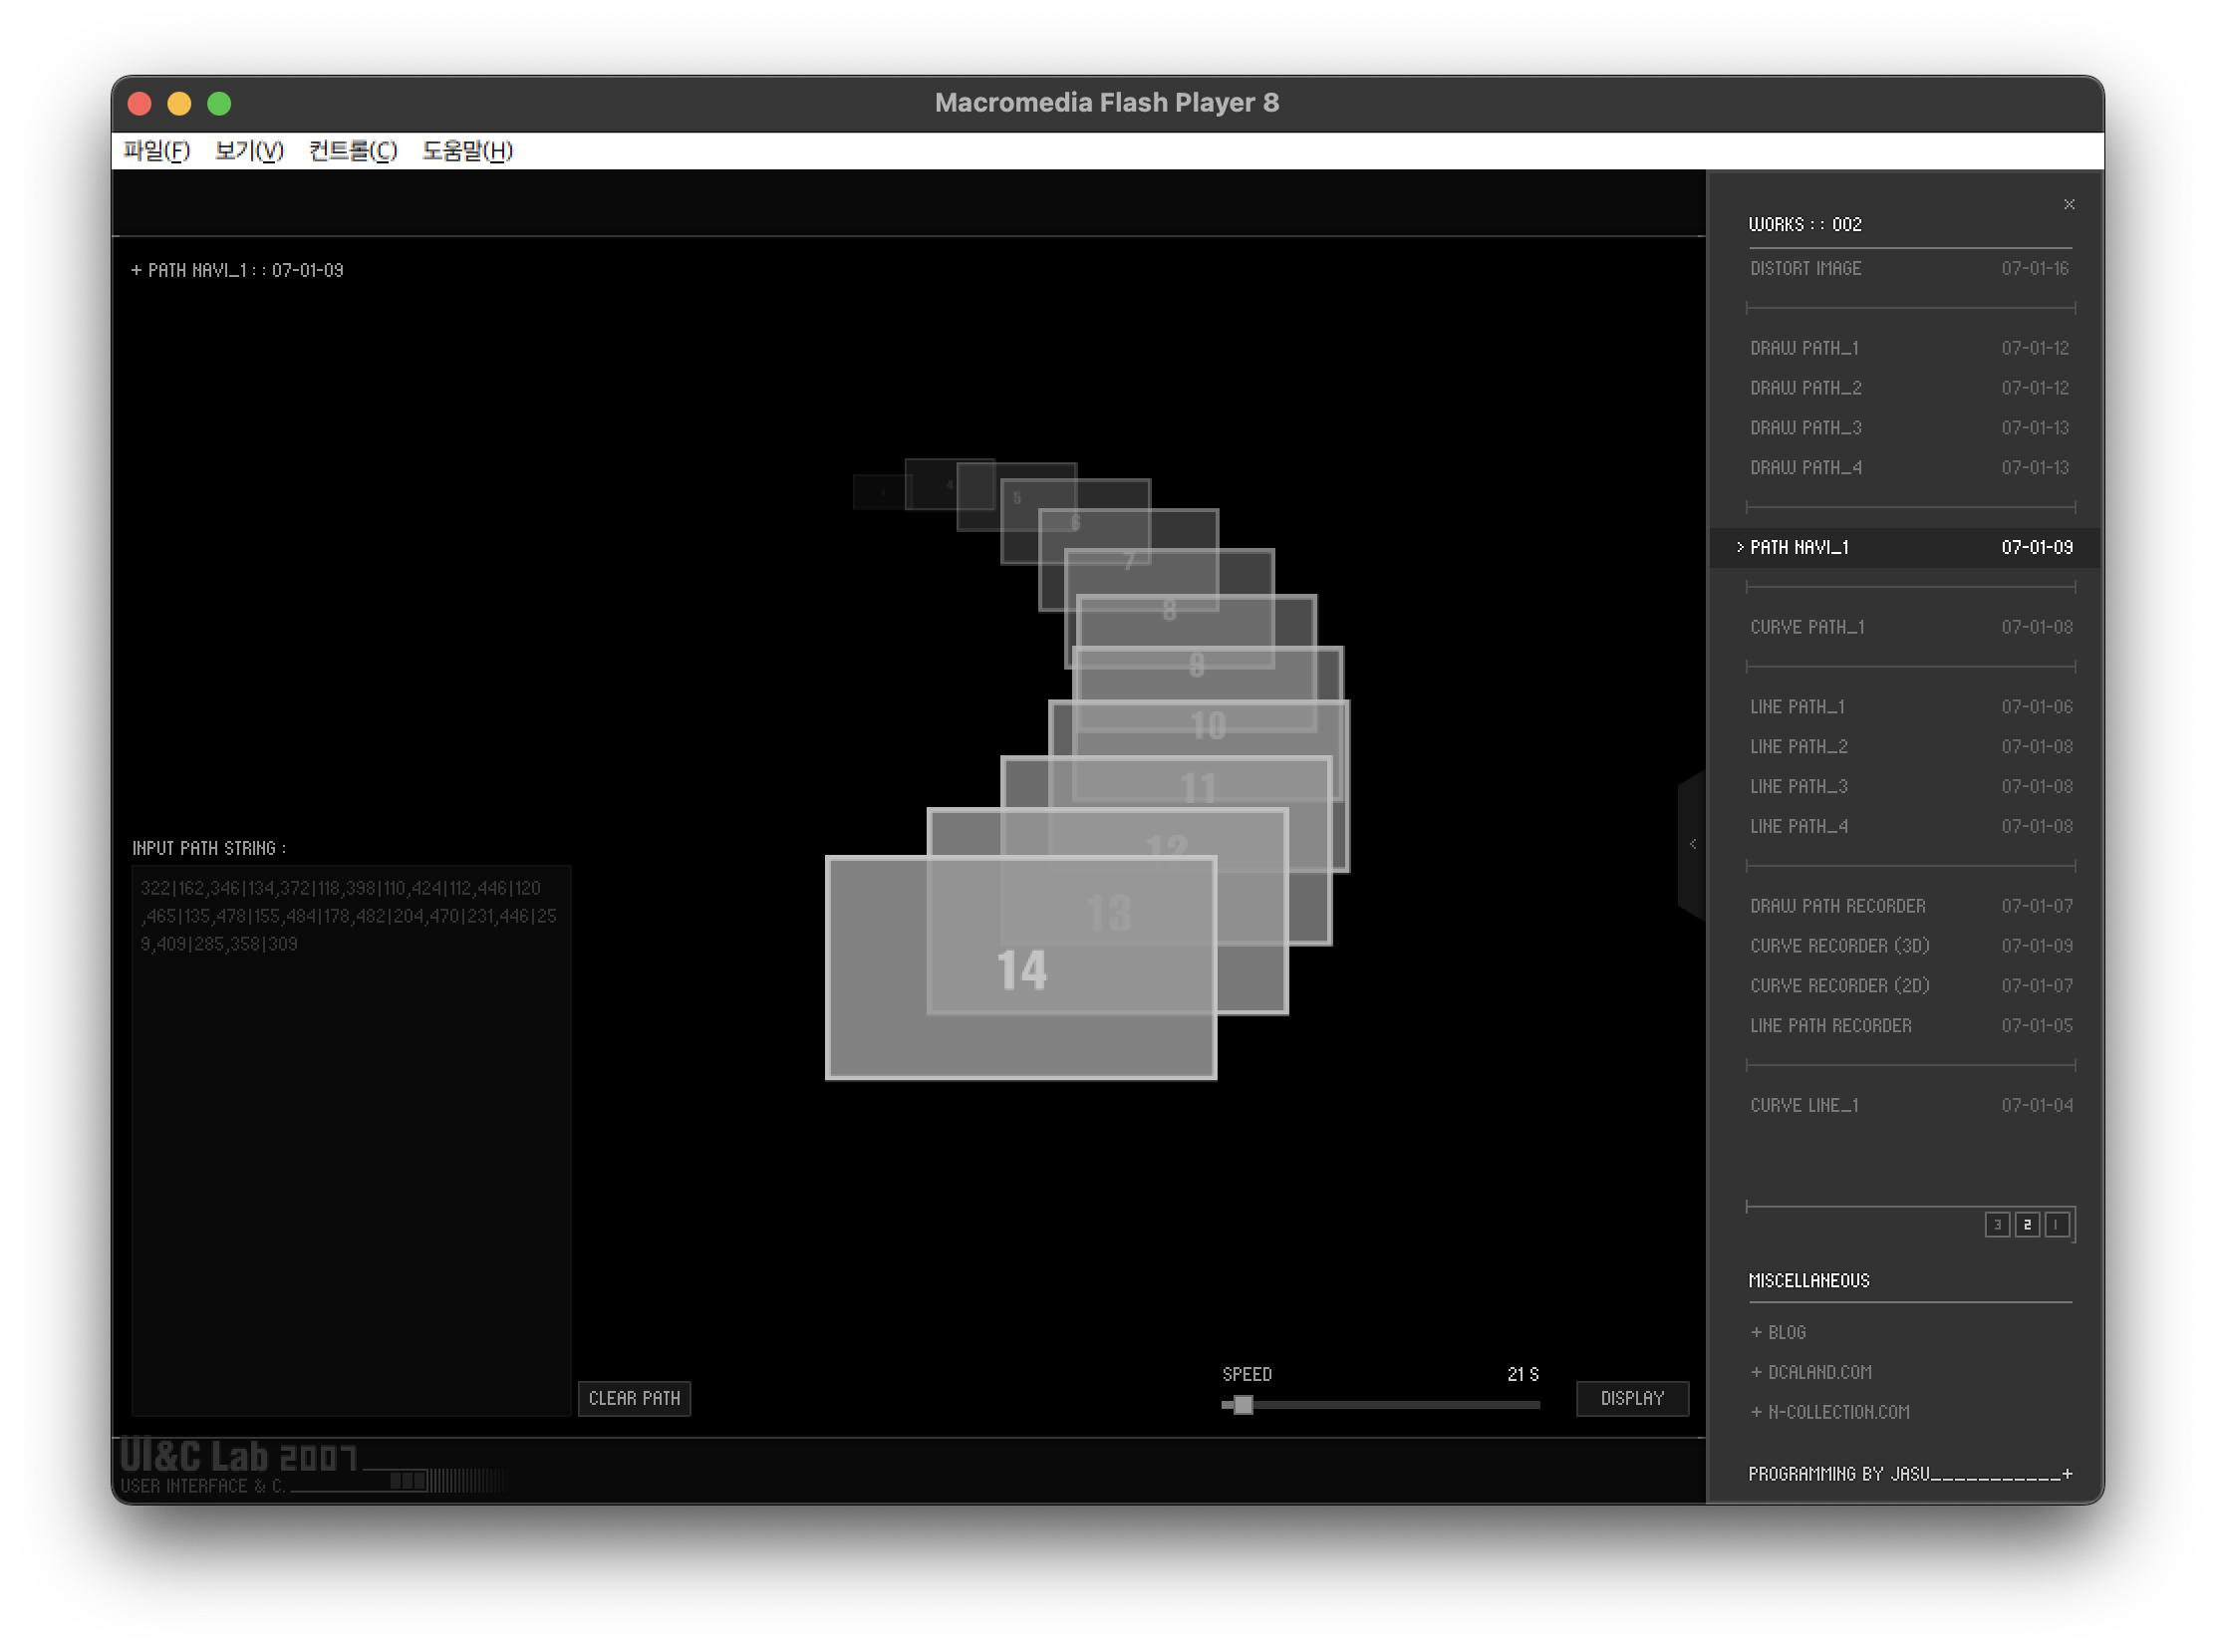 Macromedia Flash Player 8
파일(F) 보기(V) 컨트롤(C) 도움말(H)
+ PATH NAVI_1 :: 07-01-09
4
5
6
7
8
9
10
11
12
13
14
INPUT PATH STRING :
322|162,346|134,372|118,398|110,424|112,446|120
,465|135,478|155,484|178,482|204,470|231,446|25
9,409|285,358|309
CLEAR PATH
SPEED 21 S
DISPLAY
UI&C Lab 2007
USER INTERFACE & C.
×
WORKS :: 002
DISTORT IMAGE 07-01-16
DRAW PATH_1 07-01-12
DRAW PATH_2 07-01-12
DRAW PATH_3 07-01-13
DRAW PATH_4 07-01-13
> PATH NAVI_1 07-01-09
CURVE PATH_1 07-01-08
LINE PATH_1 07-01-06
LINE PATH_2 07-01-08
LINE PATH_3 07-01-08
LINE PATH_4 07-01-08
<
DRAW PATH RECORDER 07-01-07
CURVE RECORDER (3D) 07-01-09
CURVE RECORDER (2D) 07-01-07
LINE PATH RECORDER 07-01-05
CURVE LINE_1 07-01-04
3 2 1
MISCELLANEOUS
+ BLOG
+ DCALAND.COM
+ N-COLLECTION.COM
PROGRAMMING BY JASU___________+